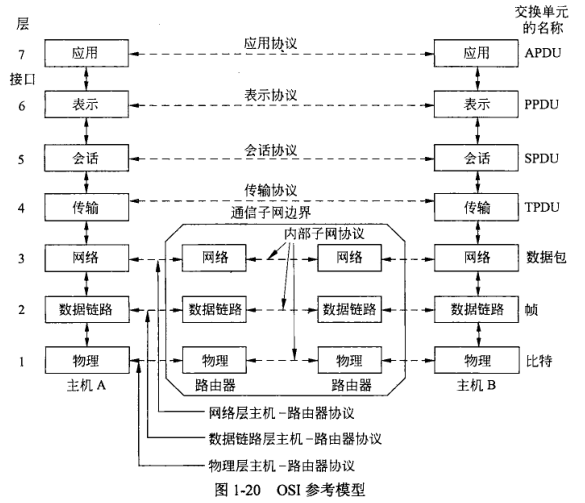 层
交换单元
的名称
7 应用 应用协议 应用 APDU
接口
6 表示 表示协议 表示 PPDU
5 会话 会话协议 会话 SPDU
4 传输 传输协议 传输 TPDU
通信子网边界
内部子网协议
3 网络 网络 网络 网络 数据包
2 数据链路 数据链路 数据链路 数据链路 帧
1 物理 物理 物理 物理 比特
主机 A 路由器 路由器 主机 B
网络层主机－路由器协议
数据链路层主机－路由器协议
物理层主机－路由器协议
图 1-20 OSI 参考模型